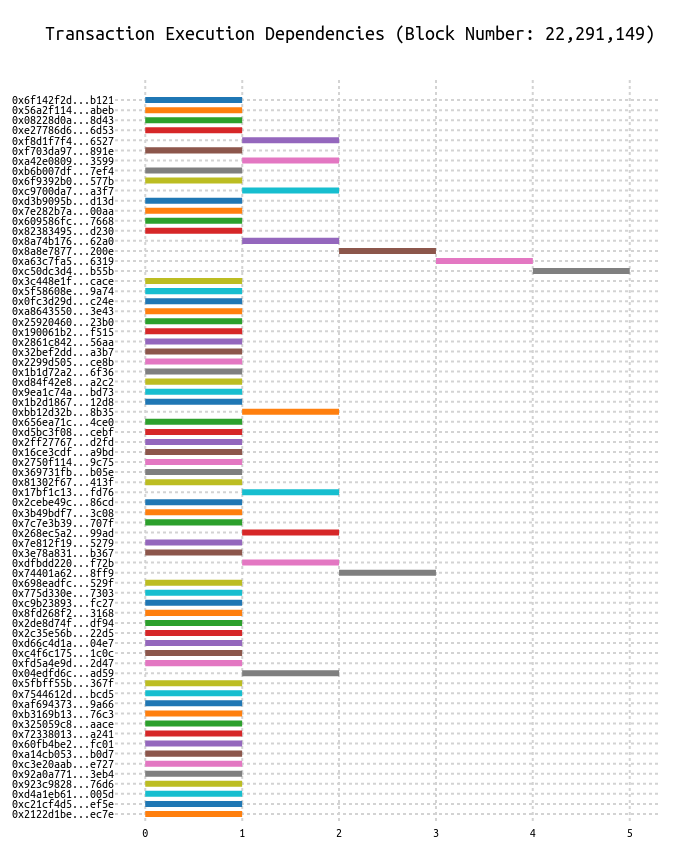 Transaction Execution Dependencies (Block Number: 22,291,149)
0x6f142f2d...b121
0x56a2f114...abeb
0x08228d0a...8d43
0xe27786d6...6d53
0xf8d1f7f4...6527
0xf703da97...891e
0xa42e0809...3599
0xb6b007df...7ef4
0x6f9392b0...577b
0xc9700da7...a3f7
0xd3b9095b...d13d
0x7e282b7a...00aa
0x609586fc...7668
0x82383495...d230
0x8a74b176...62a0
0x8a8e7877...200e
0xa63c7fa5...6319
0xc50dc3d4...b55b
0x3c448e1f...cace
0x5f58608e...9a74
0x0fc3d29d...c24e
0xa8643550...3e43
0x25920460...23b0
0x190061b2...f515
0x2861c842...56aa
0x32bef2dd...a3b7
0x2299d505...ce8b
0x1b1d72a2...6f36
0xd84f42e8...a2c2
0x9ea1c74a...bd73
0x1b2d1867...12d8
0xbb12d32b...8b35
0x656ea71c...4ce0
0xd5bc3f08...cebf
0x2ff27767...d2fd
0x16ce3cdf...a9bd
0x2750f114...9c75
0x369731fb...b05e
0x81302f67...413f
0x17bf1c13...fd76
0x2cebe49c...86cd
0x3b49bdf7...3c08
0x7c7e3b39...707f
0x268ec5a2...99ad
0x7e812f19...5279
0x3e78a831...b367
0xdfbdd220...f72b
0x74401a62...8ff9
0x698eadfc...529f
0x775d330e...7303
0xc9b23893...fc27
0x8fd268f2...3168
0x2de8d74f...df94
0x2c35e56b...22d5
0xd66c4d1a...04e7
0xc4f6c175...1c0c
0xfd5a4e9d...2d47
0x04edfd6c...ad59
0x5fbff55b...367f
0x7544612d...bcd5
0xaf694373...9a66
0xb3169b13...76c3
0x325059c8...aace
0x72338013...a241
0x60fb4be2...fc01
0xa14cb053...b0d7
0xc3e20aab...e727
0x92a0a771...3eb4
0x923c9828...76d6
0xd4a1eb61...005d
0xc21cf4d5...ef5e
0x2122d1be...ec7e
0 1 2 3 4 5